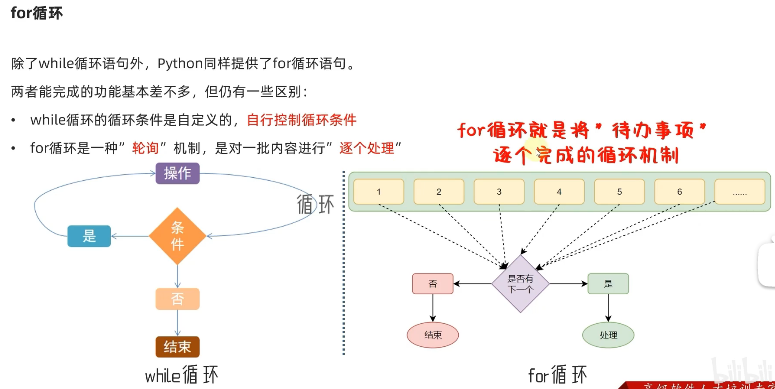 for循环
除了while循环语句外，Python同样提供了for循环语句。
两者能完成的功能基本差不多，但仍有一些区别：
• while循环的循环条件是自定义的，自行控制循环条件
• for循环是一种”轮询”机制，是对一批内容进行”逐个处理”
for循环就是将”待办事项”
逐个完成的循环机制
操作
循环
是
条
件
否
结束
while循环
1 2 3 4 5 6 ......
是否有
下一个
否
是
结束
处理
for循环
bilibili